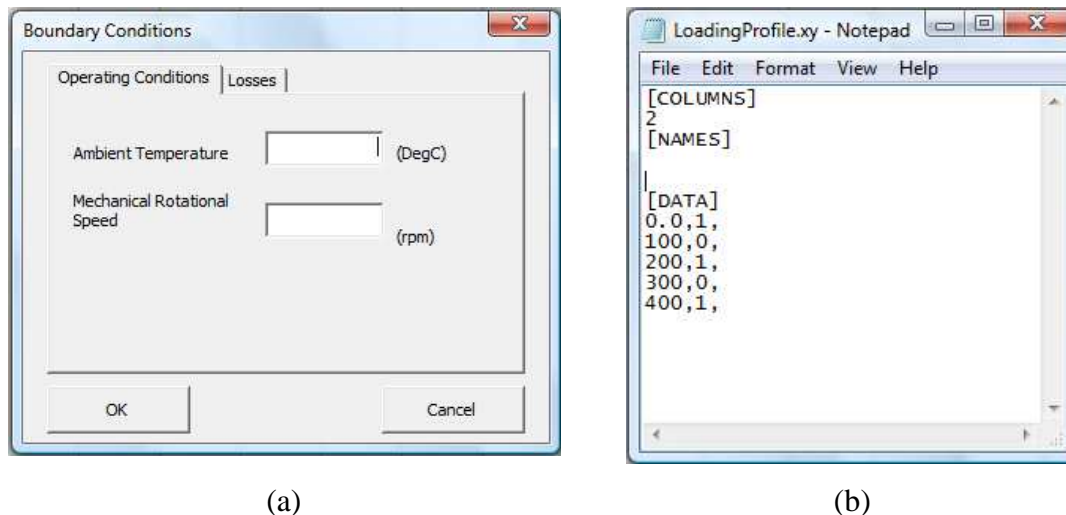 Boundary Conditions
Operating Conditions
Losses
Ambient Temperature
(DegC)
Mechanical Rotational
Speed
(rpm)
OK
Cancel
(a)
LoadingProfile.xy - Notepad
File Edit Format View Help
[COLUMNS]
2
[NAMES]
[DATA]
0.0,1,
100,0,
200,1,
300,0,
400,1,
(b)